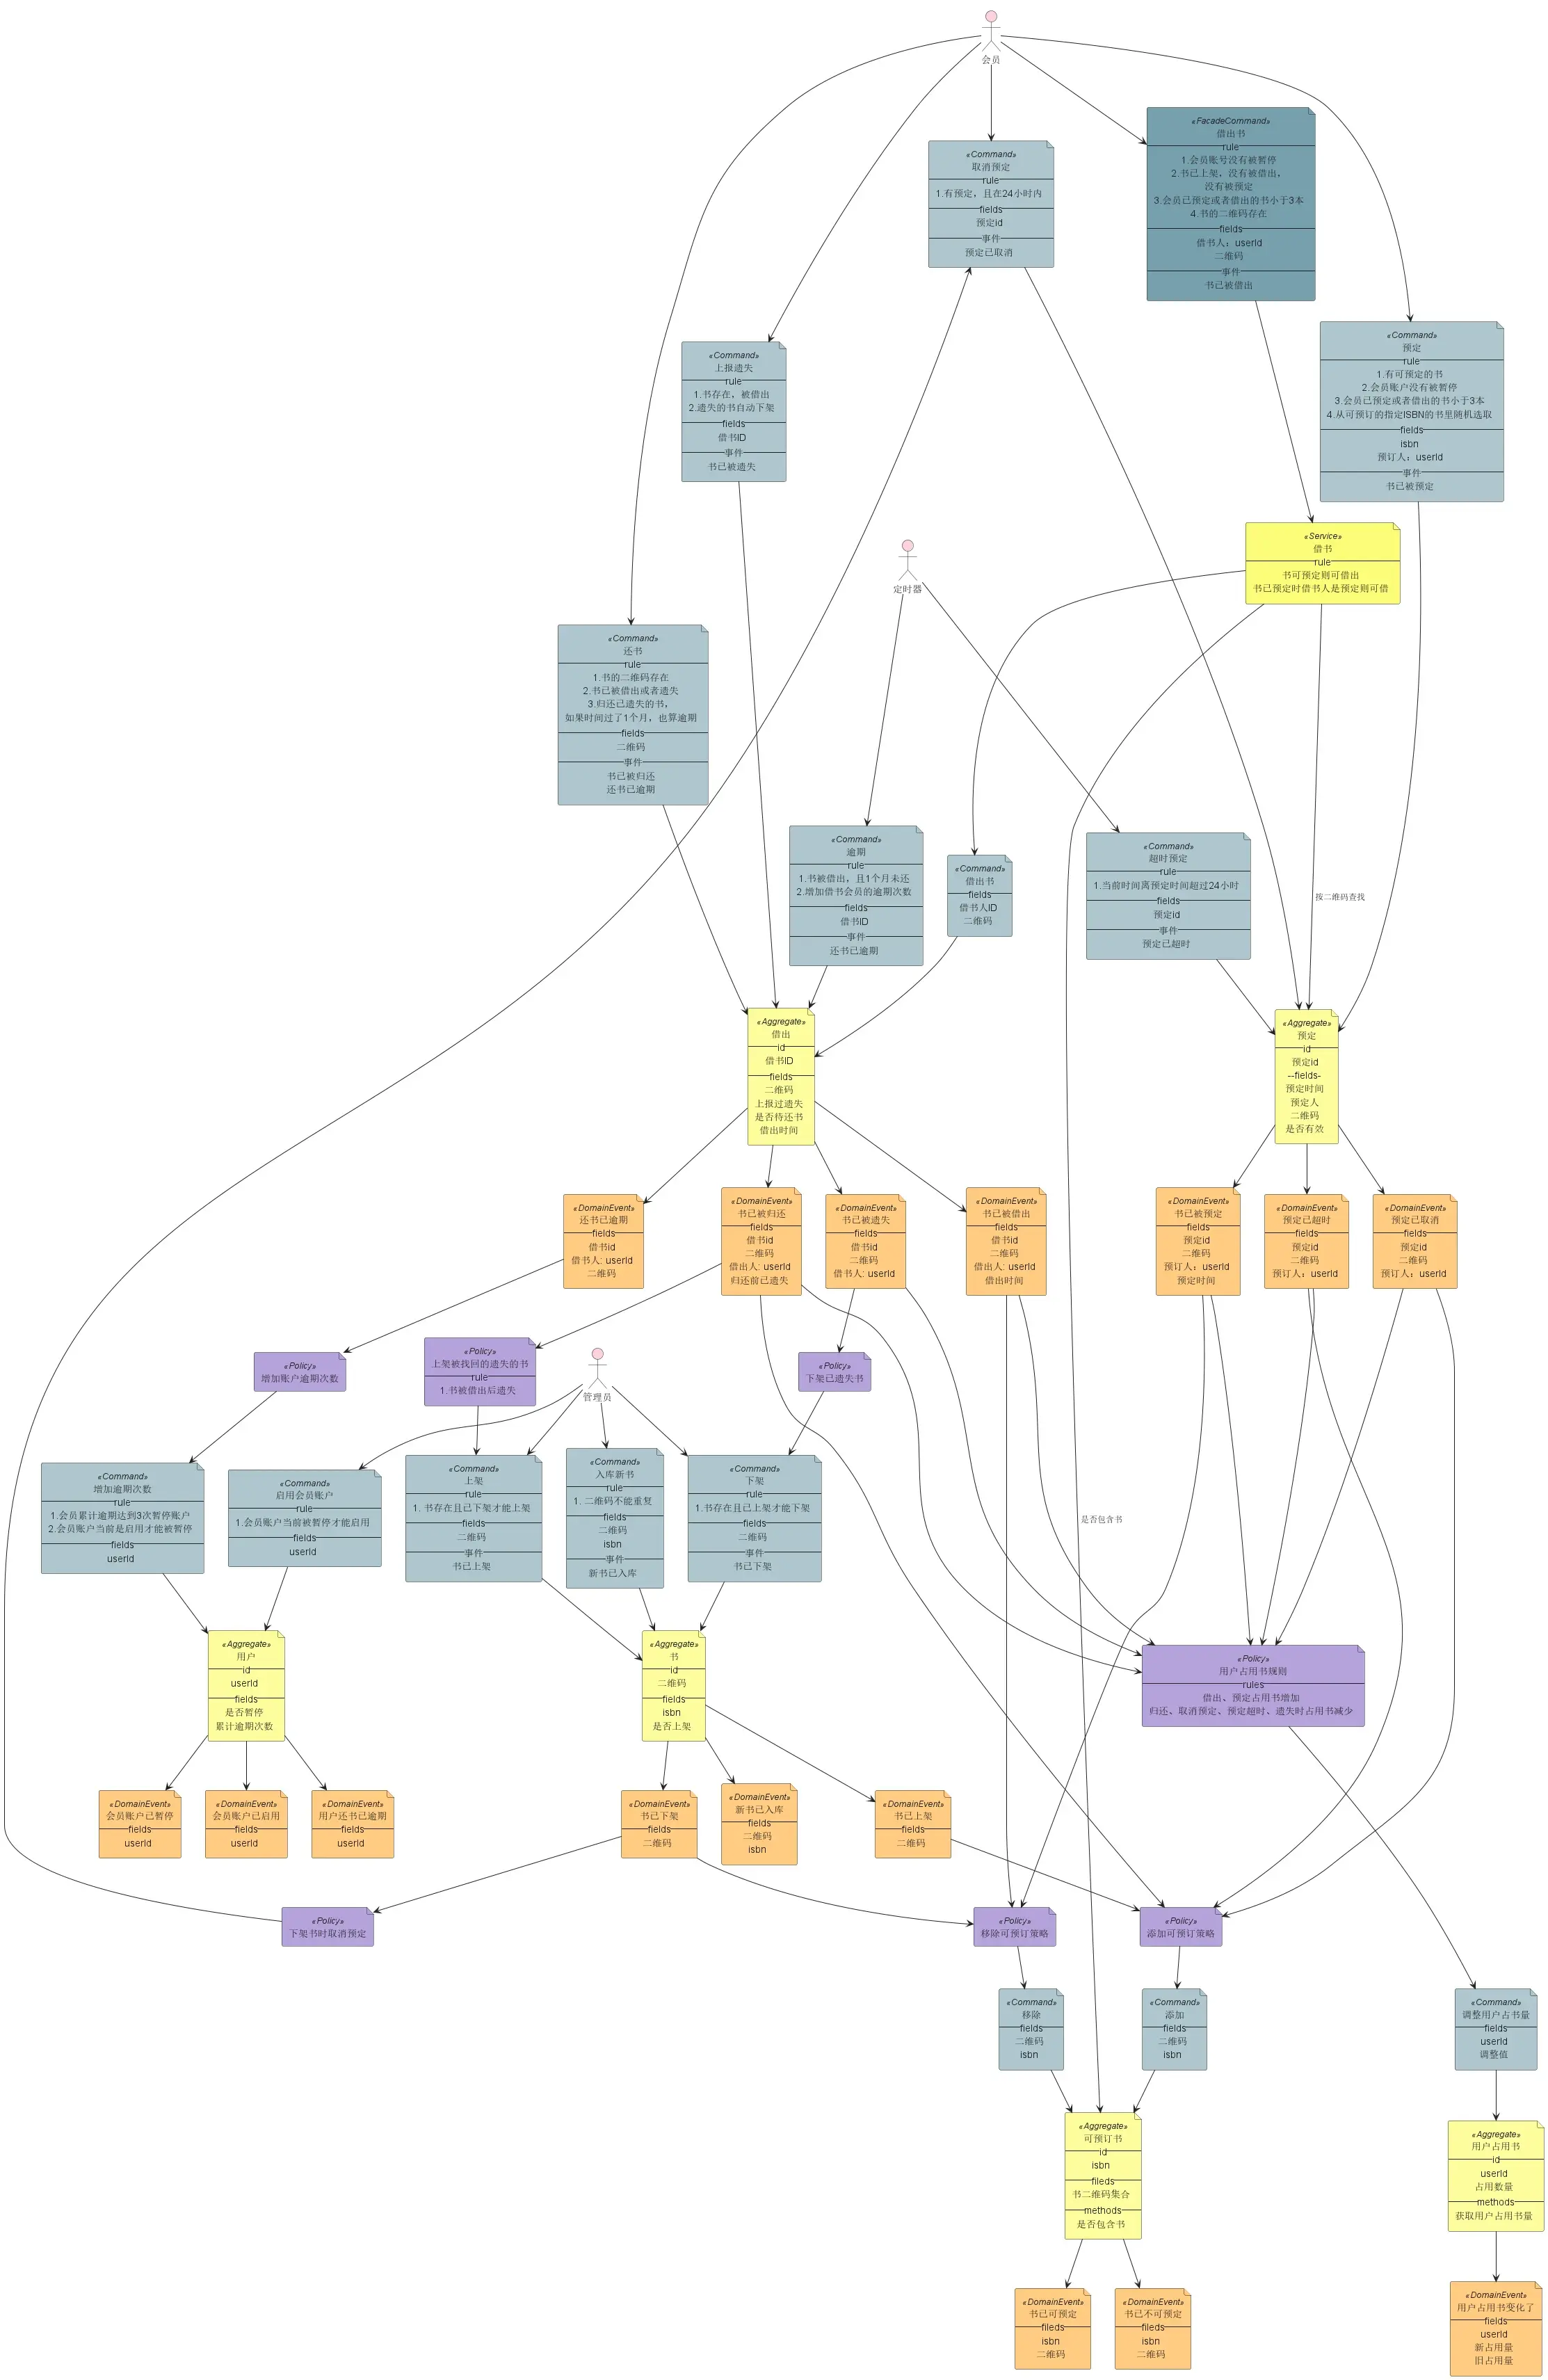 会员
«FacadeCommand»
借出书
rule
1.会员账号没有被暂停
2.书已上架，没有被借出，
没有被预定
3.会员已预定或者借出的书小于3本
4.书的二维码存在
fields
借书人：userId
二维码
事件
书已被借出
«Command»
取消预定
rule
1.有预定，且在24小时内
fields
预定id
事件
预定已取消
«Command»
预定
rule
1.有可预定的书
2.会员账户没有被暂停
3.会员已预定或者借出的书小于3本
4.从可预订的指定ISBN的书里随机选取
fields
isbn
预订人：userId
事件
书已被预定
«Command»
上报遗失
rule
1.书存在，被借出
2.遗失的书自动下架
fields
借书ID
事件
书已被遗失
«Service»
借书
rule
书可预定则可借出
书已预定时借书人是预定则可借
定时器
«Command»
还书
rule
1.书的二维码存在
2.书已被借出或者遗失
3.归还已遗失的书，
如果时间过了1个月，也算逾期
fields
二维码
事件
书已被归还
还书已逾期
«Command»
逾期
rule
1.书被借出，且1个月未还
2.增加借书会员的逾期次数
fields
借书ID
事件
还书已逾期
«Command»
借出书
fields
借书人ID
二维码
«Command»
超时预定
rule
1.当前时间离预定时间超过24小时
fields
预定id
事件
预定已超时
按二维码查找
«Aggregate»
借出
id
借书ID
fields
二维码
上报过遗失
是否待还书
借出时间
«Aggregate»
预定
id
预定id
--fields-
预定时间
预定人
二维码
是否有效
«DomainEvent»
还书已逾期
fields
借书id
借书人: userId
二维码
«DomainEvent»
书已被归还
fields
借书id
二维码
借出人: userId
归还前已遗失
«DomainEvent»
书已被遗失
fields
借书id
二维码
借书人: userId
«DomainEvent»
书已被借出
fields
借书id
二维码
借出人: userId
借出时间
«DomainEvent»
书已被预定
fields
预定id
二维码
预订人：userId
预定时间
«DomainEvent»
预定已超时
fields
预定id
二维码
预订人：userId
«DomainEvent»
预定已取消
fields
预定id
二维码
预订人：userId
«Policy»
增加账户逾期次数
«Policy»
上架被找回的遗失的书
rule
1.书被借出后遗失
管理员
«Policy»
下架已遗失书
«Command»
增加逾期次数
rule
1.会员累计逾期达到3次暂停账户
2.会员账户当前是启用才能被暂停
fields
userId
«Command»
启用会员账户
rule
1.会员账户当前被暂停才能启用
fields
userId
«Command»
上架
rule
1. 书存在且已下架才能上架
fields
二维码
事件
书已上架
«Command»
入库新书
rule
1. 二维码不能重复
fields
二维码
isbn
事件
新书已入库
«Command»
下架
rule
1.书存在且已上架才能下架
fields
二维码
事件
书已下架
是否包含书
«Aggregate»
用户
id
userId
fields
是否暂停
累计逾期次数
«Aggregate»
书
id
二维码
fields
isbn
是否上架
«Policy»
用户占用书规则
rules
借出、预定占用书增加
归还、取消预定、预定超时、遗失时占用书减少
«DomainEvent»
会员账户已暂停
fields
userId
«DomainEvent»
会员账户已启用
fields
userId
«DomainEvent»
用户还书已逾期
fields
userId
«DomainEvent»
书已下架
fields
二维码
«DomainEvent»
新书已入库
fields
二维码
isbn
«DomainEvent»
书已上架
fields
二维码
«Policy»
下架书时取消预定
«Policy»
移除可预订策略
«Policy»
添加可预订策略
«Command»
移除
fields
二维码
isbn
«Command»
添加
fields
二维码
isbn
«Command»
调整用户占书量
fields
userId
调整值
«Aggregate»
可预订书
id
isbn
fileds
书二维码集合
methods
是否包含书
«Aggregate»
用户占用书
id
userId
占用数量
methods
获取用户占用书量
«DomainEvent»
书已可预定
fileds
isbn
二维码
«DomainEvent»
书已不可预定
fileds
isbn
二维码
«DomainEvent»
用户占用书变化了
fields
userId
新占用量
旧占用量